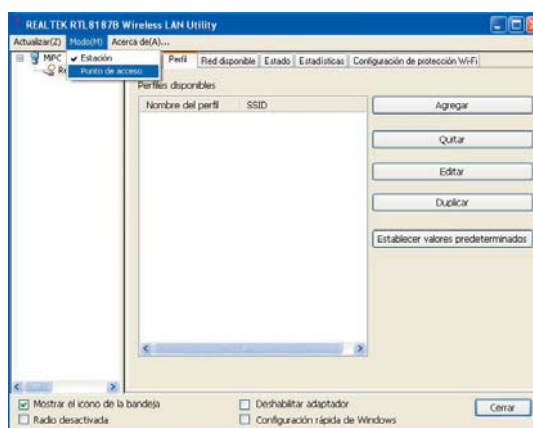 REALTEK RTL8187B Wireless LAN Utility
Actualizar(Z) Modo(M) Acerca de(A)...
MiPC
Estación
Punto de acceso
Perfil Red disponible Estado Estadísticas Configuración de protección Wi-Fi
Perfiles disponibles
Nombre del perfil SSID
Agregar
Quitar
Editar
Duplicar
Establecer valores predeterminados
Mostrar el icono de la bandeja Deshabilitar adaptador
Radio desactivada Configuración rápida de Windows
Cerrar